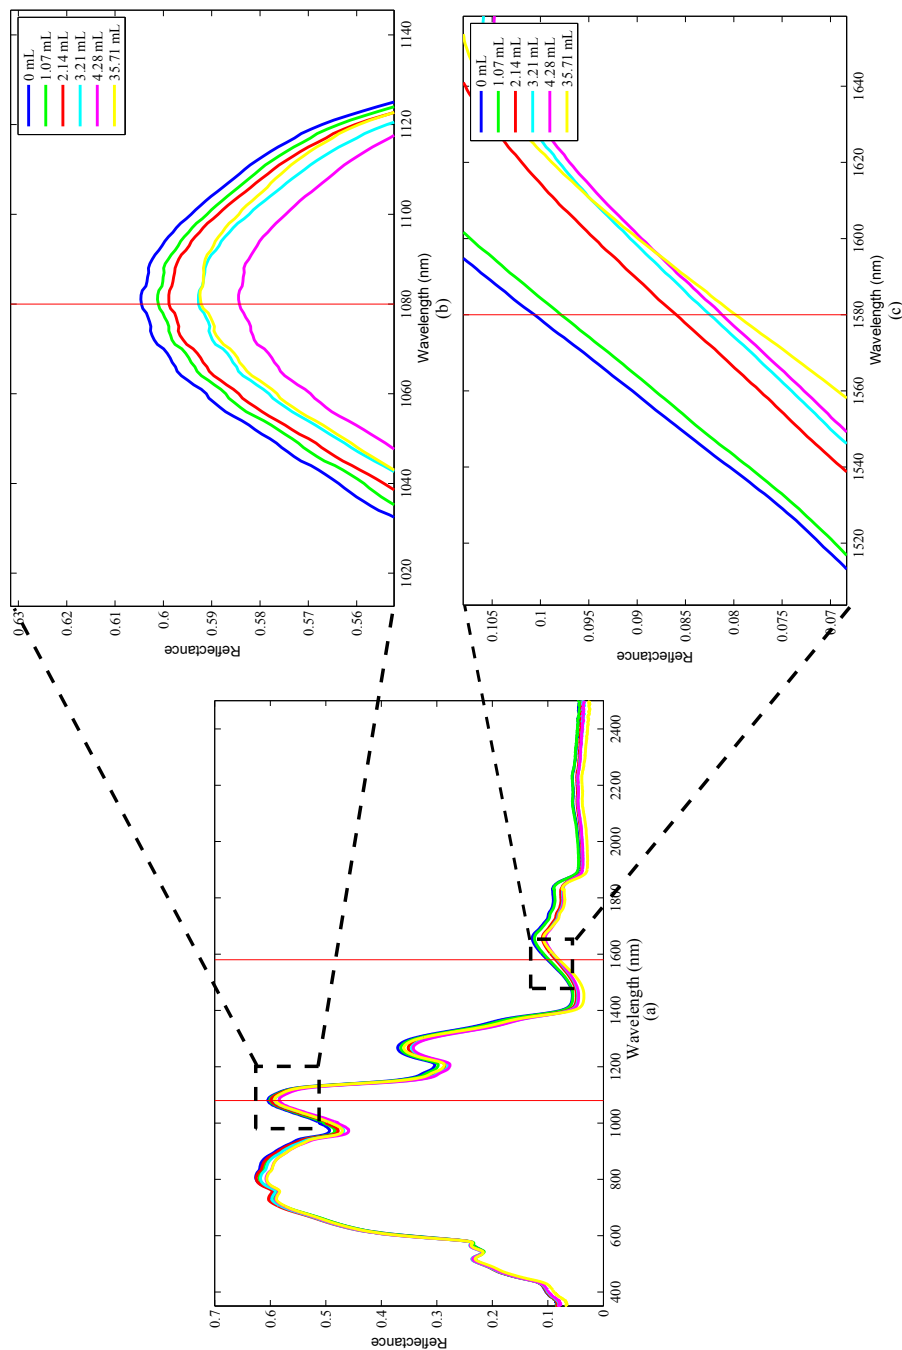 0.7
0.6
0.5
0.4
0.3
0.2
0.1
0
Reflectance
400
600
800
1000
1200
1400
1600
1800
2000
2200
2400
Wavelength (nm)
(a)
0.63
0.62
0.61
0.6
0.59
0.58
0.57
0.56
Reflectance
1020
1040
1060
1080
1100
1120
1140
Wavelength (nm)
(b)
0 mL
1.07 mL
2.14 mL
3.21 mL
4.28 mL
35.71 mL
0.105
0.1
0.095
0.09
0.085
0.08
0.075
0.07
Reflectance
1520
1540
1560
1580
1600
1620
1640
Wavelength (nm)
(c)
0 mL
1.07 mL
2.14 mL
3.21 mL
4.28 mL
35.71 mL